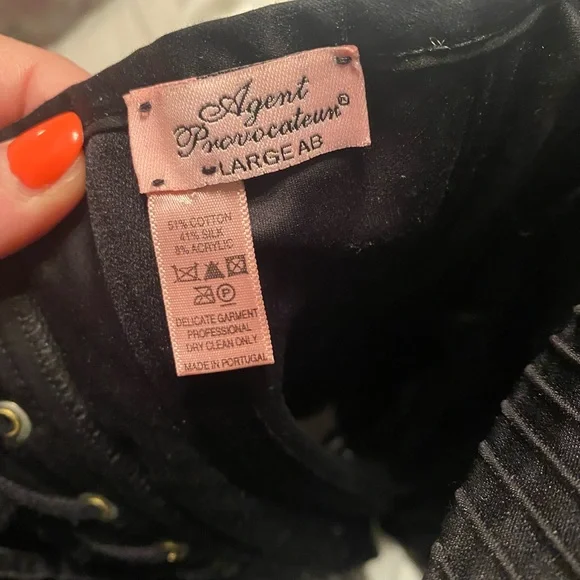 Agent
Provocateur®
LARGE AB
51% COTTON
41% SILK
8% ACRYLIC
P
DELICATE GARMENT
PROFESSIONAL
DRY CLEAN ONLY
MADE IN PORTUGAL